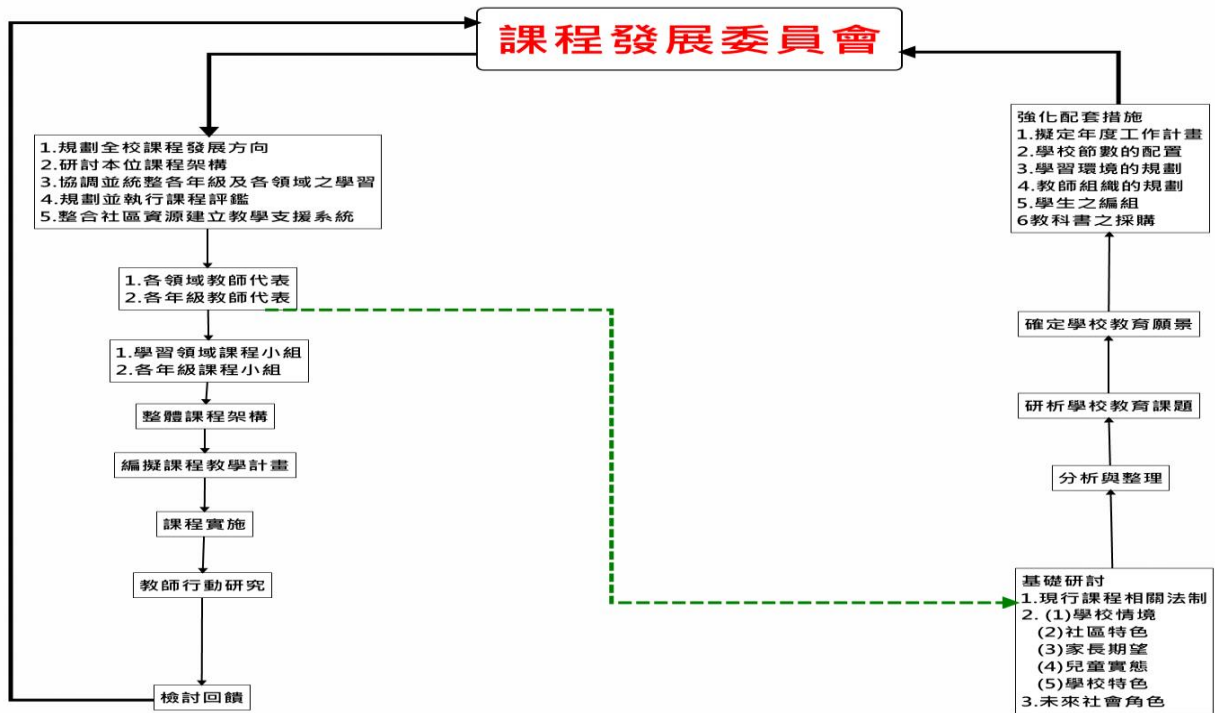 課程發展委員會
1.規劃全校課程發展方向
2.研討本位課程架構
3.協調並統整各年級及各領域之學習
4.規劃並執行課程評鑑
5.整合社區資源建立教學支援系統
1.各領域教師代表
2.各年級教師代表
1.學習領域課程小組
2.各年級課程小組
整體課程架構
編擬課程教學計畫
課程實施
教師行動研究
檢討回饋
強化配套措施
1.擬定年度工作計畫
2.學校節數的配置
3.學習環境的規劃
4.教師組織的規劃
5.學生之編組
6教科書之採購
確定學校教育願景
研析學校教育課題
分析與整理
基礎研討
1.現行課程相關法制
2. (1)學校情境
(2)社區特色
(3)家長期望
(4)兒童實態
(5)學校特色
3.未來社會角色